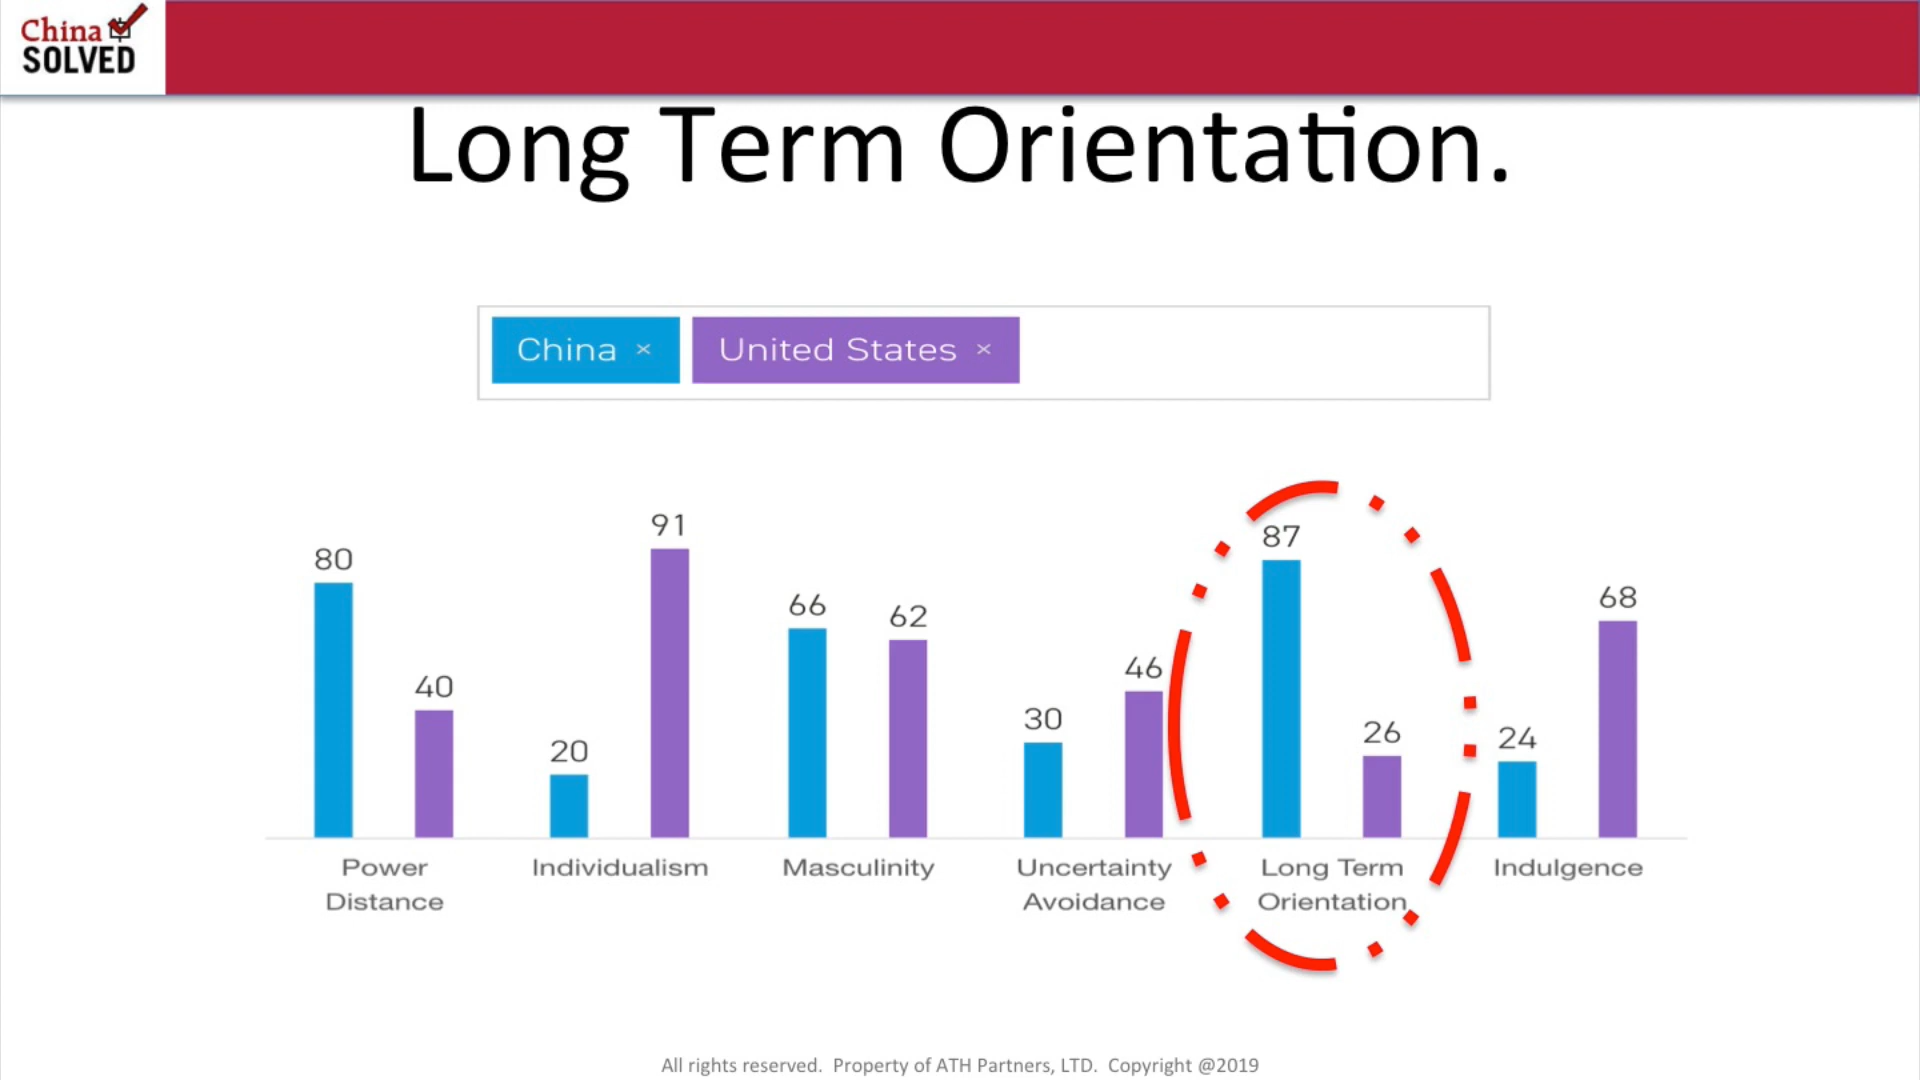 China
SOLVED
Long Term Orientation.
China × United States ×
80 40 20 91 66 62 30 46 87 26 24 68
Power
Distance
Individualism
Masculinity
Uncertainty
Avoidance
Long Term
Orientation
Indulgence
All rights reserved. Property of ATH Partners, LTD. Copyright @2019